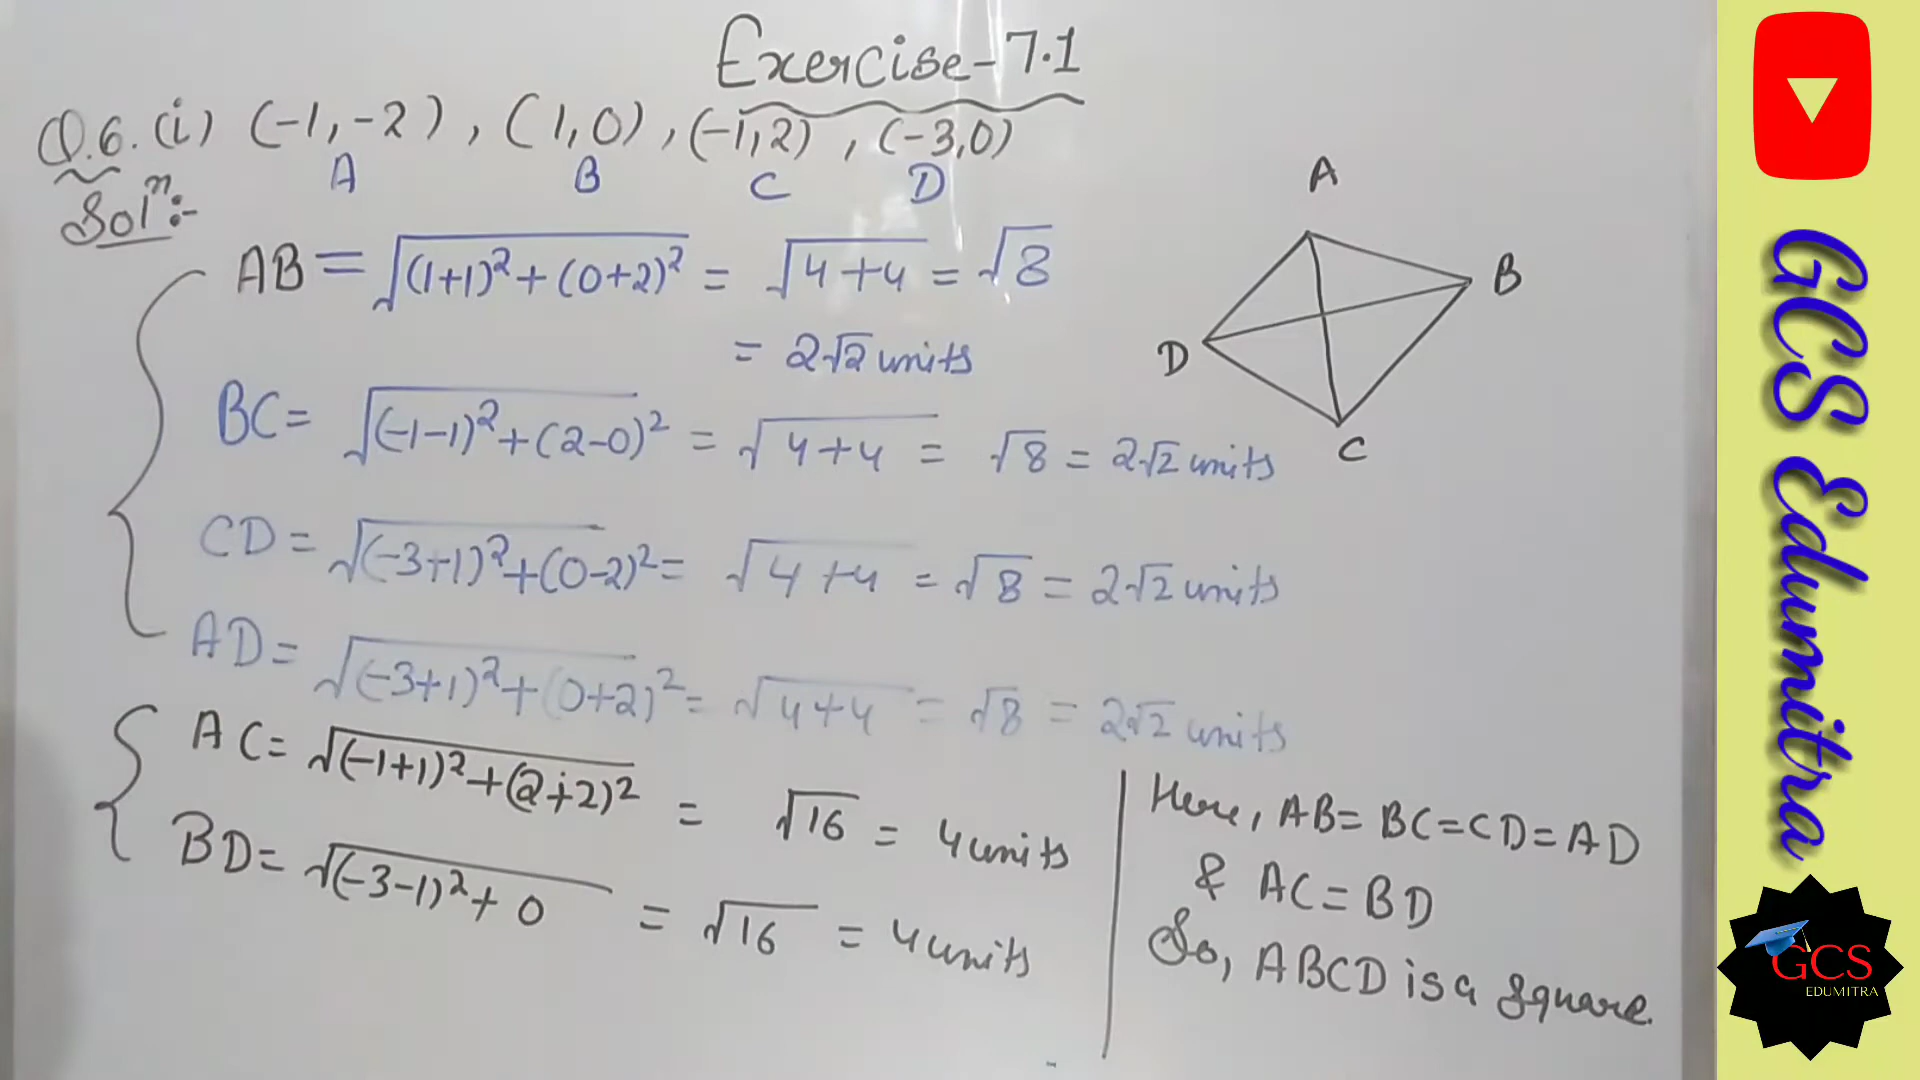 Exercise-7.1
Q.6. (i) (-1,-2), (1,0), (-1,2), (-3,0)
A B C D
Solⁿ:-
AB = √(1+1)²+(0+2)² = √4+4 = √8
= 2√2 units
BC = √(-1-1)²+(2-0)² = √4+4 = √8 = 2√2 units
CD = √(-3+1)²+(0-2)² = √4+4 = √8 = 2√2 units
AD = √(-3+1)²+(0+2)² = √4+4 = √8 = 2√2 units
AC = √(-1+1)²+(2+2)² = √16 = 4 units
BD = √(-3-1)²+0 = √16 = 4 units
A
B
D
C
Here, AB = BC = CD = AD
& AC = BD
So, ABCD is a square.
GCS Edumitra
GCS
EDUMITRA